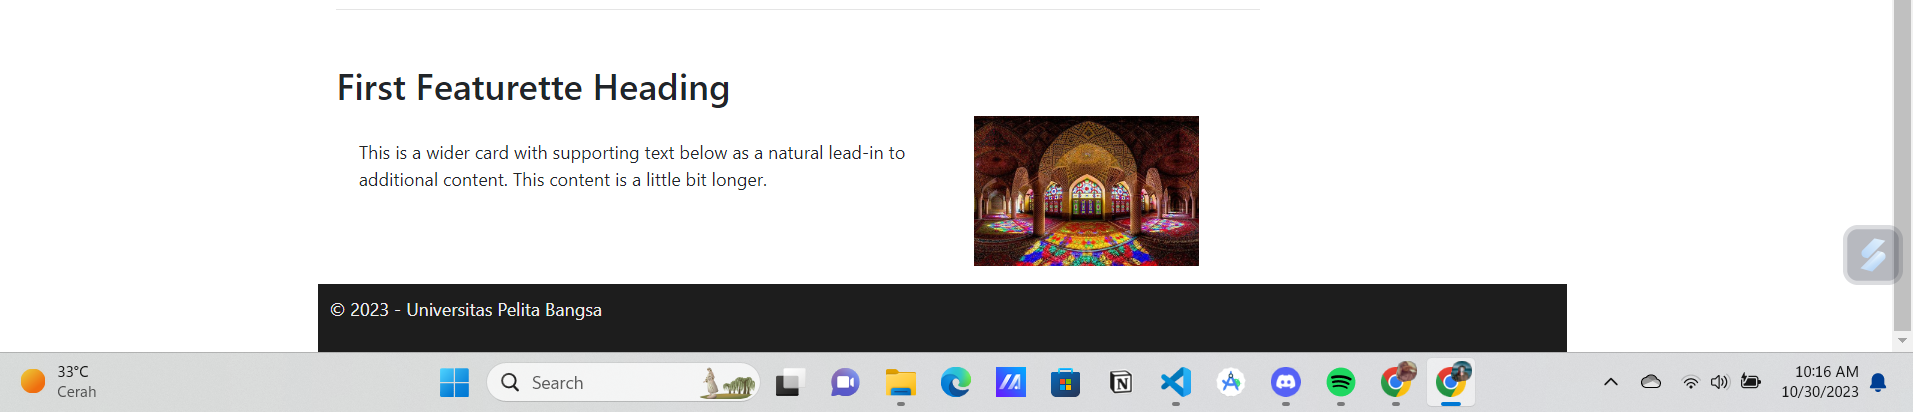 First Featurette Heading
This is a wider card with supporting text below as a natural lead-in to
additional content. This content is a little bit longer.
© 2023 - Universitas Pelita Bangsa
33°C
Cerah
Search
10:16 AM
10/30/2023